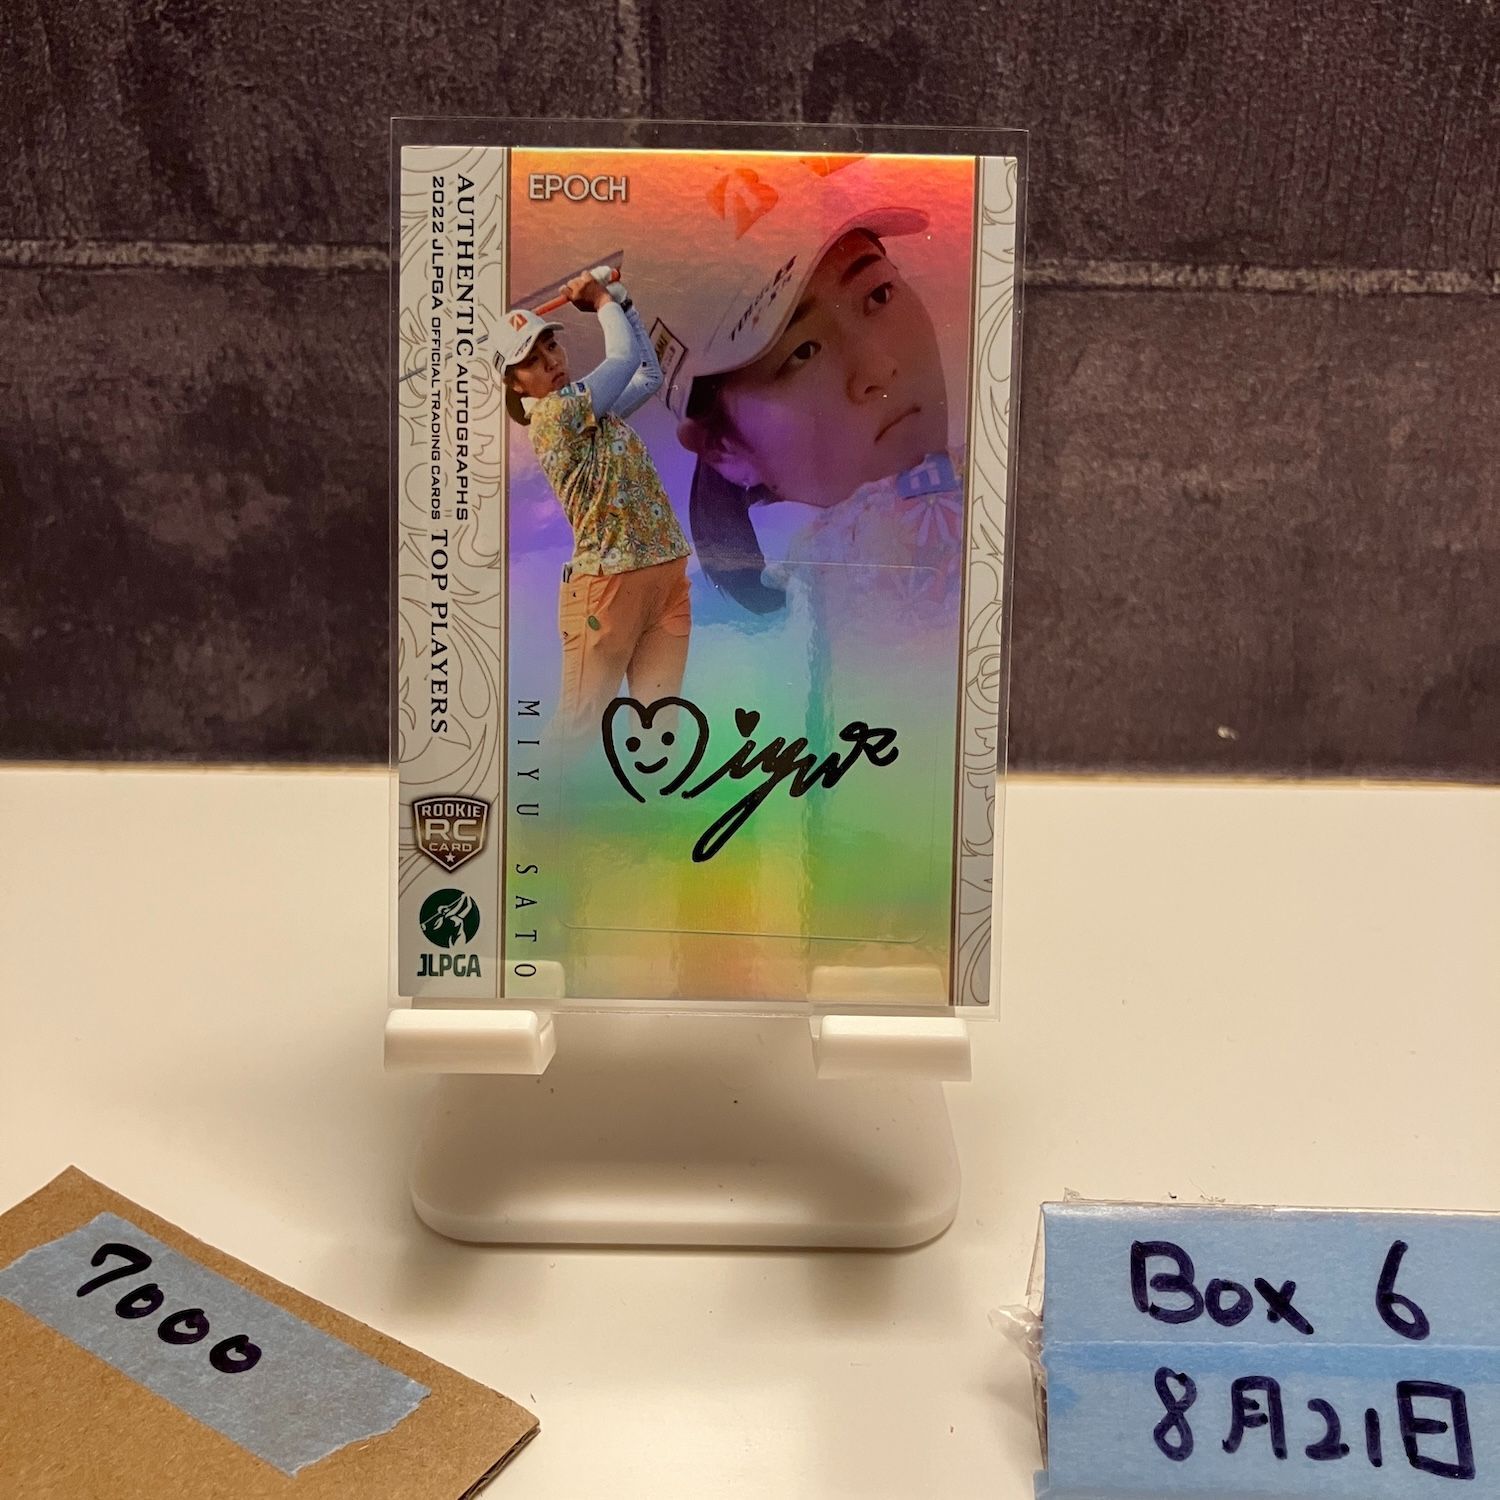 EPOCH
AUTHENTIC AUTOGRAPHS
2022 JLPGA OFFICIAL TRADING CARDS TOP PLAYERS
MIYU SATO
Miyu
ROOKIE
RC
CARD
JLPGA
7000
Box 6
8月21日